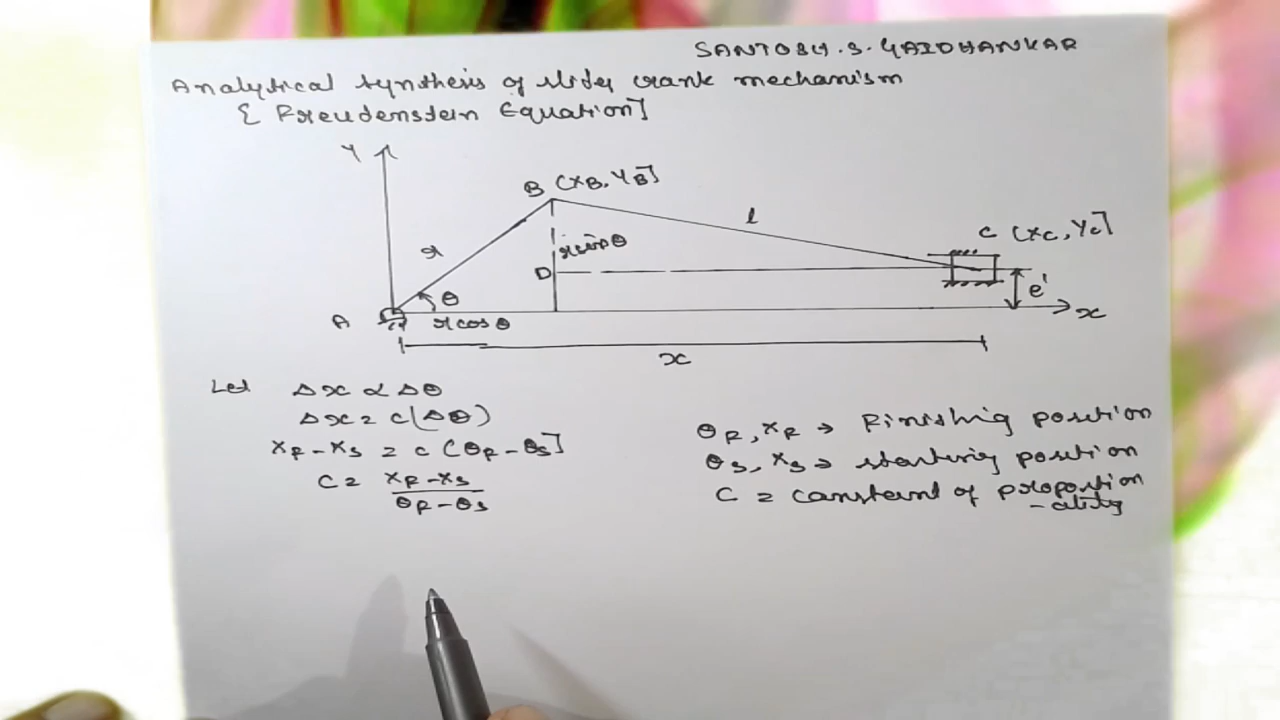 SANTOSH.S.GAIDHANKAR
Analytical synthesis of slider crank mechanism
[Freudenstein Equation]
Y
B (XB, YB]
l
C (XC, YC]
r
r sinθ
D
e'
θ
A
r cosθ
x
x
Let Δx α Δθ
Δx = C(Δθ)
XF - XS = C (θF - θS]
C = XF - XS / θF - θS
θF, XF → Finishing position
θS, XS → starting position
C = constant of proportion
-ality